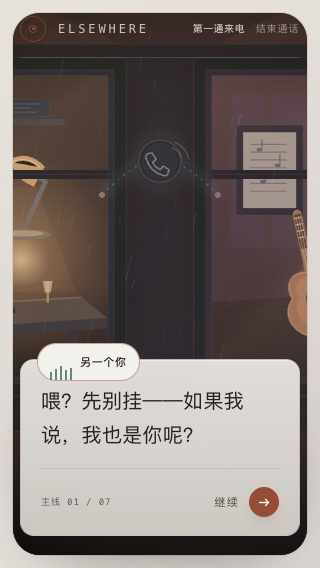 ELSEWHERE 第一通来电 结束通话
另一个你
喂？先别挂——如果我
说，我也是你呢？
主线 01 / 07 继续